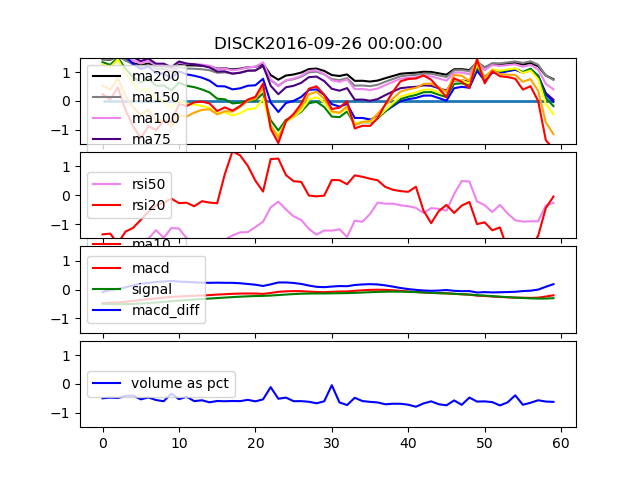 DISCK2016-09-26 00:00:00
1
0
−1
ma200
ma150
ma100
ma75
1
0
−1
rsi50
rsi20
ma10
1
0
−1
macd
signal
macd_diff
1
0
−1
volume as pct
0 10 20 30 40 50 60